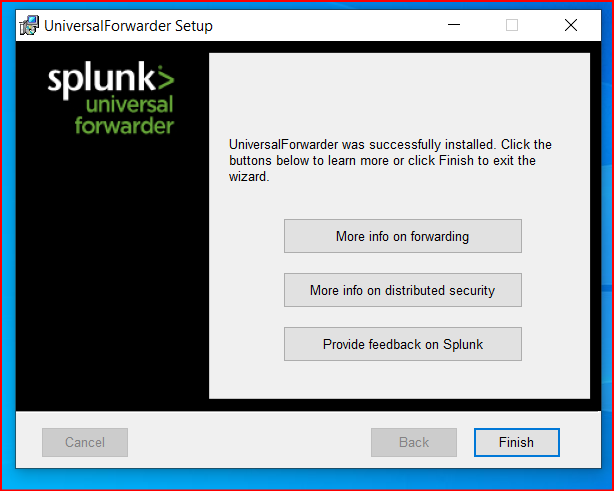 UniversalForwarder Setup
splunk>
universal
forwarder
UniversalForwarder was successfully installed. Click the
buttons below to learn more or click Finish to exit the
wizard.
More info on forwarding
More info on distributed security
Provide feedback on Splunk
Cancel
Back
Finish